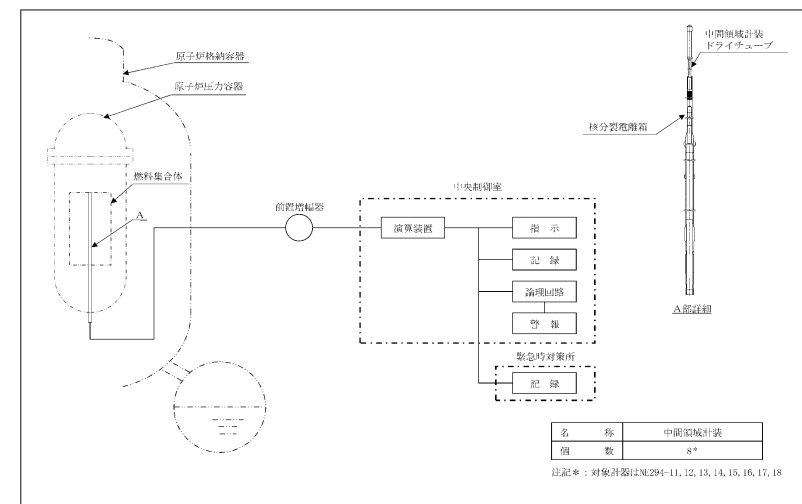 原子炉格納容器
原子炉圧力容器
燃料集合体
A
前置増幅器
中央制御室
演算装置
指 示
記 録
論理回路
警 報
緊急時対策所
記 録
中間領域計装
ドライチューブ
核分裂電離箱
A部詳細
名 称 中間領域計装
個 数 8*
注記*：対象計器はNE294-11,12,13,14,15,16,17,18